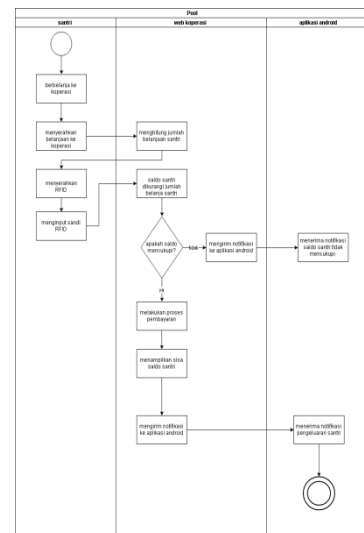 Pool
santri
web koperasi
aplikasi android
berbelanja ke
koperasi
menyerahkan
belanjaan ke
koperasi
menghitung jumlah
belanjaan santri
menyerahkan
RFID
saldo santri
dikurangi jumlah
belanja santri
menginput sandi
RFID
apakah saldo
mencukupi?
tidak
mengirim notifikasi
ke aplikasi android
menerima notifikasi
saldo santri tidak
mencukupi
ya
melakukan proses
pembayaran
menampilkan sisa
saldo santri
mengirim notifikasi
ke aplikasi android
menerima notifikasi
pengeluaran santri